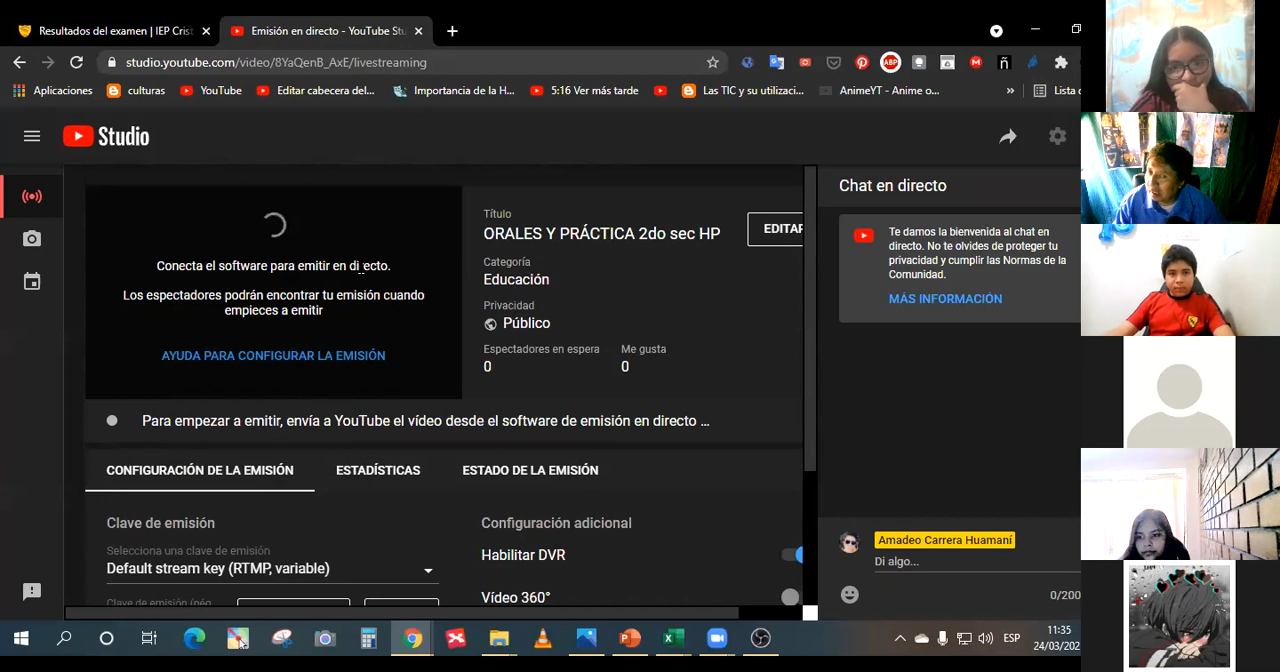 Resultados del examen | IEP Crist
Emisión en directo - YouTube Stu
studio.youtube.com/video/8YaQenB_AxE/livestreaming
Aplicaciones
culturas
YouTube
Editar cabecera del...
Importancia de la H...
5:16 Ver más tarde
Las TIC y su utilizaci...
AnimeYT - Anime o...
»
Lista d
Studio
Conecta el software para emitir en directo.
Los espectadores podrán encontrar tu emisión cuando
empieces a emitir
AYUDA PARA CONFIGURAR LA EMISIÓN
Título
ORALES Y PRÁCTICA 2do sec HP
EDITAR
Categoría
Educación
Privacidad
Público
Espectadores en espera
Me gusta
0
0
Para empezar a emitir, envía a YouTube el vídeo desde el software de emisión en directo ...
CONFIGURACIÓN DE LA EMISIÓN
ESTADÍSTICAS
ESTADO DE LA EMISIÓN
Clave de emisión
Selecciona una clave de emisión
Default stream key (RTMP, variable)
Clave de emisión (pég
Configuración adicional
Habilitar DVR
Vídeo 360°
Chat en directo
Te damos la bienvenida al chat en
directo. No te olvides de proteger tu
privacidad y cumplir las Normas de la
Comunidad.
MÁS INFORMACIÓN
Amadeo Carrera Huamaní
Di algo...
0/200
ESP
11:35
24/03/202